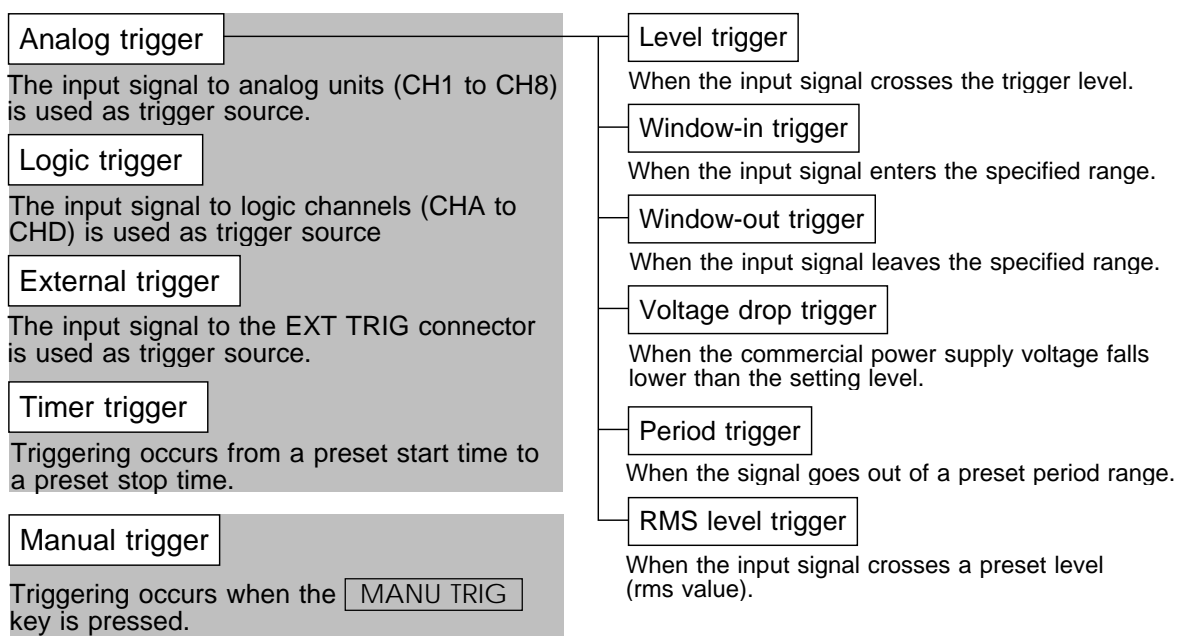 Analog trigger
The input signal to analog units (CH1 to CH8)
is used as trigger source.
Logic trigger
The input signal to logic channels (CHA to
CHD) is used as trigger source
External trigger
The input signal to the EXT TRIG connector
is used as trigger source.
Timer trigger
Triggering occurs from a preset start time to
a preset stop time.
Manual trigger
Triggering occurs when the MANU TRIG
key is pressed.
Level trigger
When the input signal crosses the trigger level.
Window-in trigger
When the input signal enters the specified range.
Window-out trigger
When the input signal leaves the specified range.
Voltage drop trigger
When the commercial power supply voltage falls
lower than the setting level.
Period trigger
When the signal goes out of a preset period range.
RMS level trigger
When the input signal crosses a preset level
(rms value).